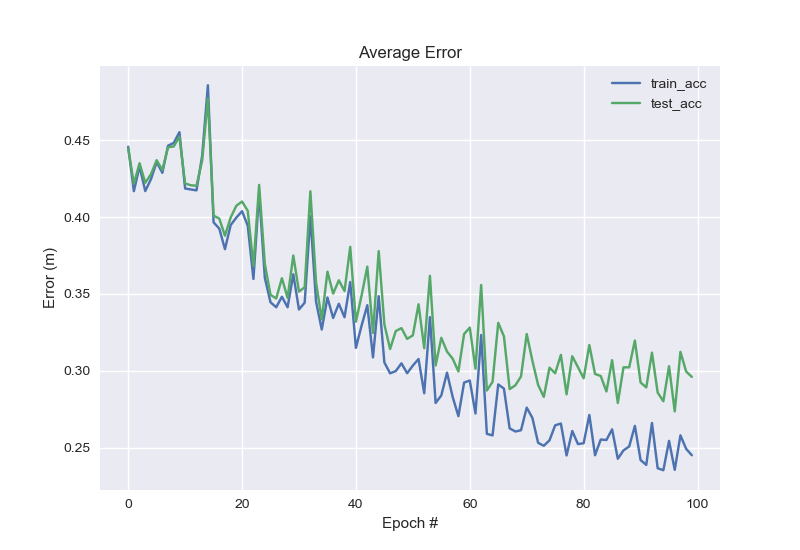 Average Error
train_acc
test_acc
0.45
0.40
0.35
0.30
0.25
Error (m)
0 20 40 60 80 100
Epoch #